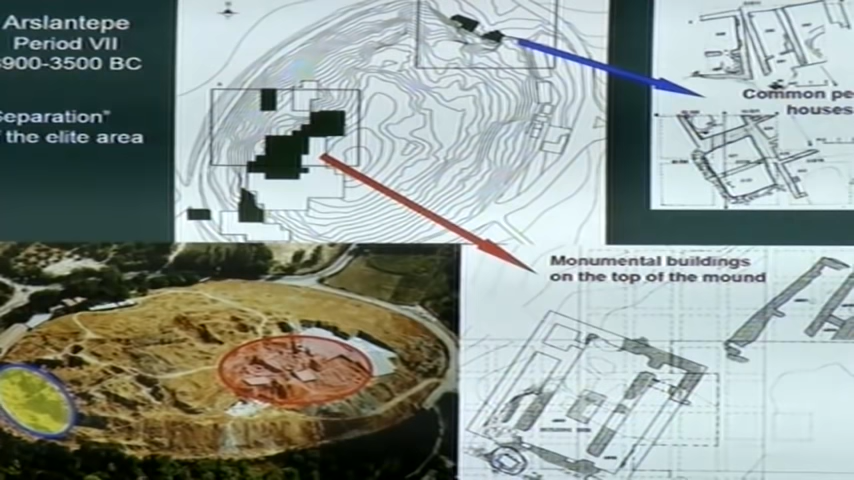 Arslantepe
Period VII
3900-3500 BC
Separation"
the elite area
Common pe
houses
Monumental buildings
on the top of the mound